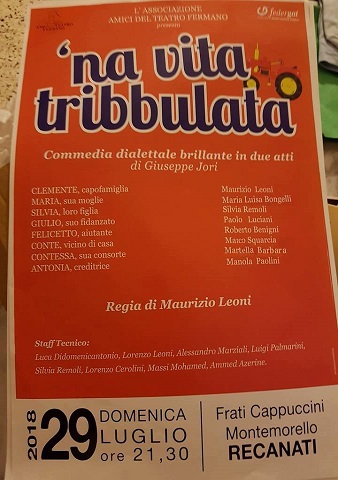 L'ASSOCIAZIONE
AMICI DEL TEATRO FERMANO
presenta
federgat
'na vita
tribbulata
Commedia dialettale brillante in due atti
di Giuseppe Jori
CLEMENTE, capofamiglia Maurizio Leoni
MARIA, sua moglie Maria Luisa Bongelli
SILVIA, loro figlia Silvia Remoli
GIULIO, suo fidanzato Paolo Luciani
FELICETTO, aiutante Roberto Benigni
CONTE, vicino di casa Marco Squarcia
CONTESSA, sua consorte Martella Barbara
ANTONIA, creditrice Manola Paolini
Regia di Maurizio Leoni
Staff Tecnico:
Luca Didomenicantonio, Lorenzo Leoni, Alessandro Marziali, Luigi Palmarini,
Silvia Remoli, Lorenzo Cerolini, Massi Mohamed, Ammed Azerine.
2018
29 DOMENICA
LUGLIO
ore 21,30
Frati Cappuccini
Montemorello
RECANATI